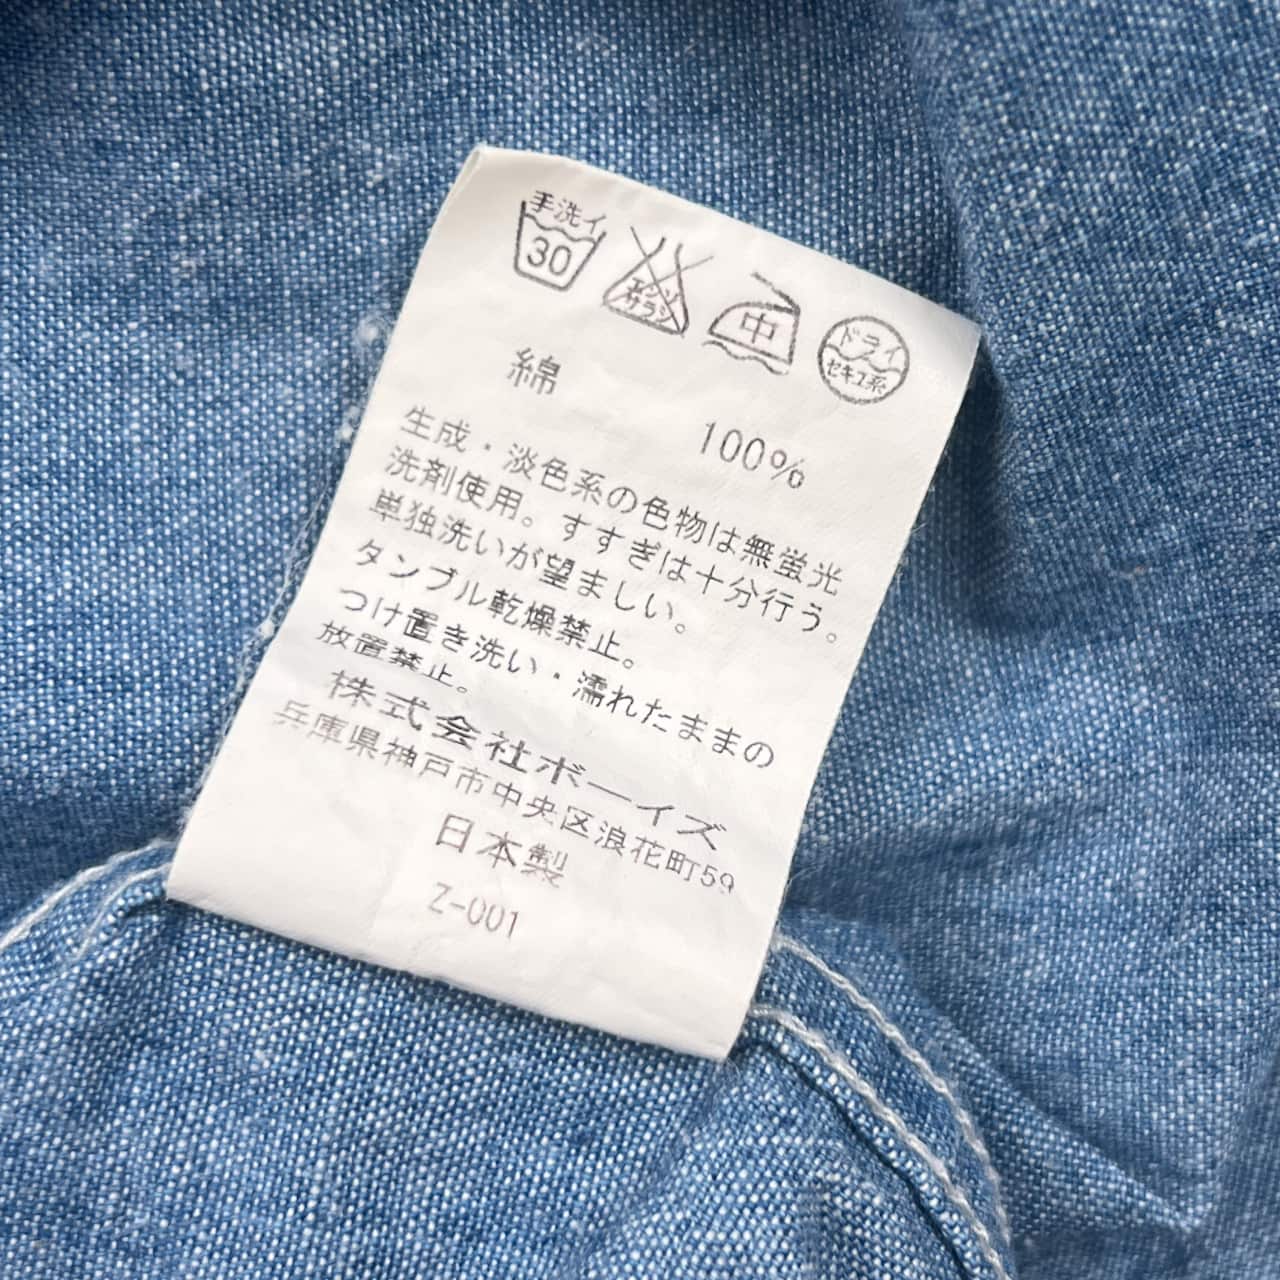 手洗イ
30
エンソ
サラシ
中
ドライ
セキユ系
綿 100%
生成・淡色系の色物は無蛍光
洗剤使用。すすぎは十分行う。
単独洗いが望ましい。
タンブル乾燥禁止。
つけ置き洗い・濡れたままの
放置禁止。
株式会社ボーイズ
兵庫県神戸市中央区浪花町59
日本製
Z-001